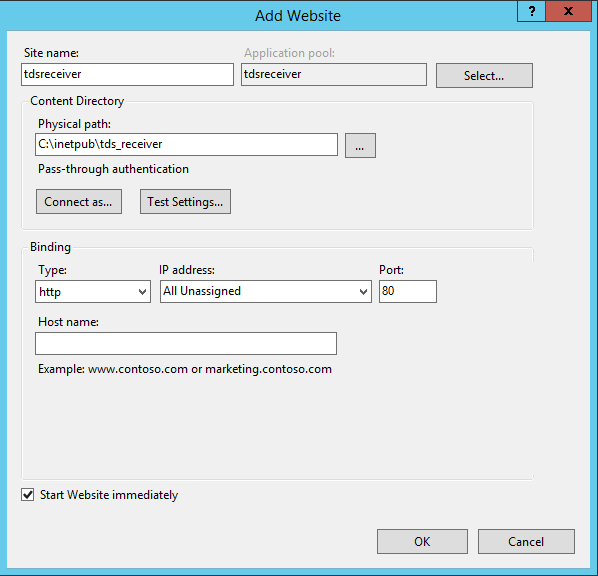 Add Website
?
x
Site name:
Application pool:
tdsreceiver
tdsreceiver
Select...
Content Directory
Physical path:
C:\inetpub\tds_receiver
...
Pass-through authentication
Connect as...
Test Settings...
Binding
Type:
IP address:
Port:
http
All Unassigned
80
Host name:
Example: www.contoso.com or marketing.contoso.com
Start Website immediately
OK
Cancel